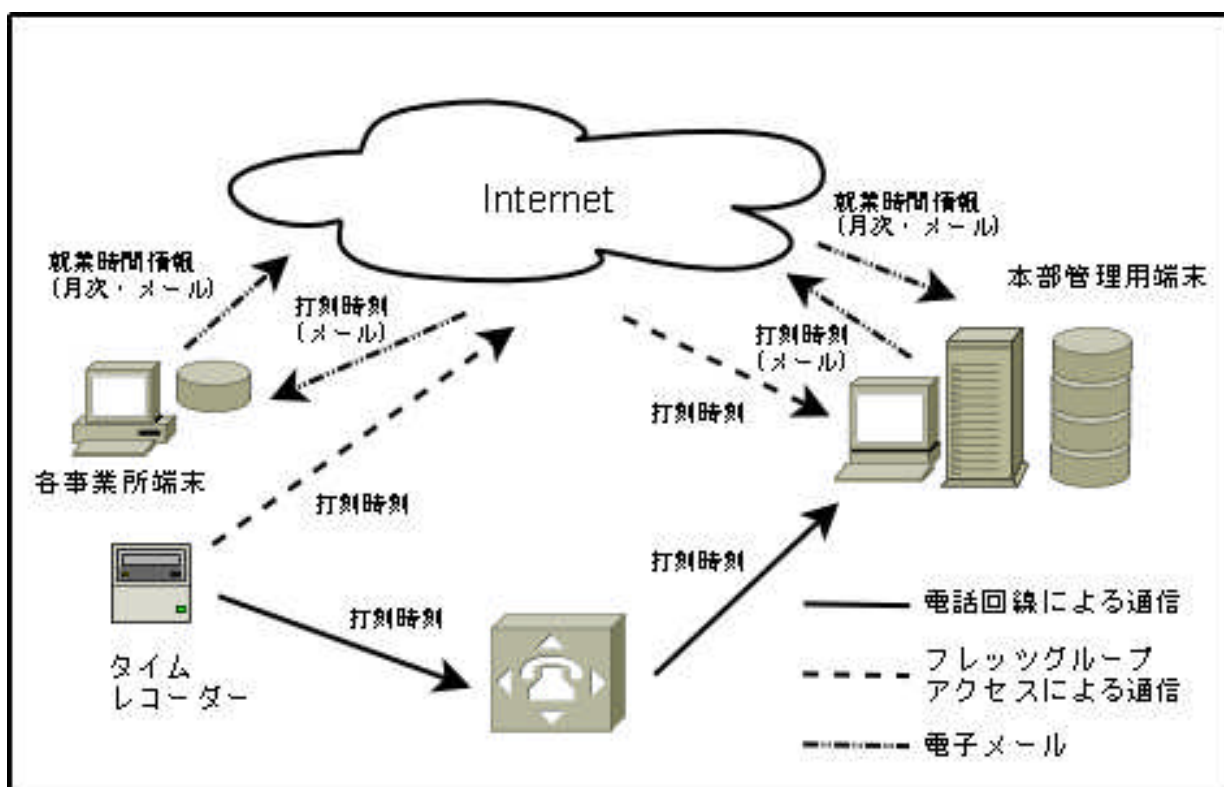 Internet
就業時間情報
(月次・メール)
就業時間情報
(月次・メール)
本部管理用端末
打刻時刻
(メール)
打刻時刻
(メール)
打刻時刻
各事業所端末
打刻時刻
打刻時刻
打刻時刻
タイム
レコーダー
電話回線による通信
フレッツグループ
アクセスによる通信
電子メール